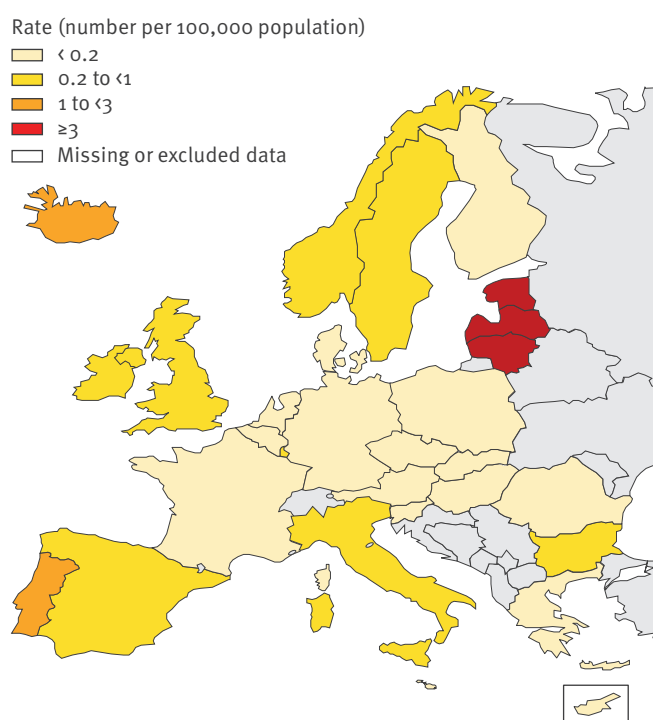 Rate (number per 100,000 population)
< 0.2
0.2 to <1
1 to <3
≥3
Missing or excluded data